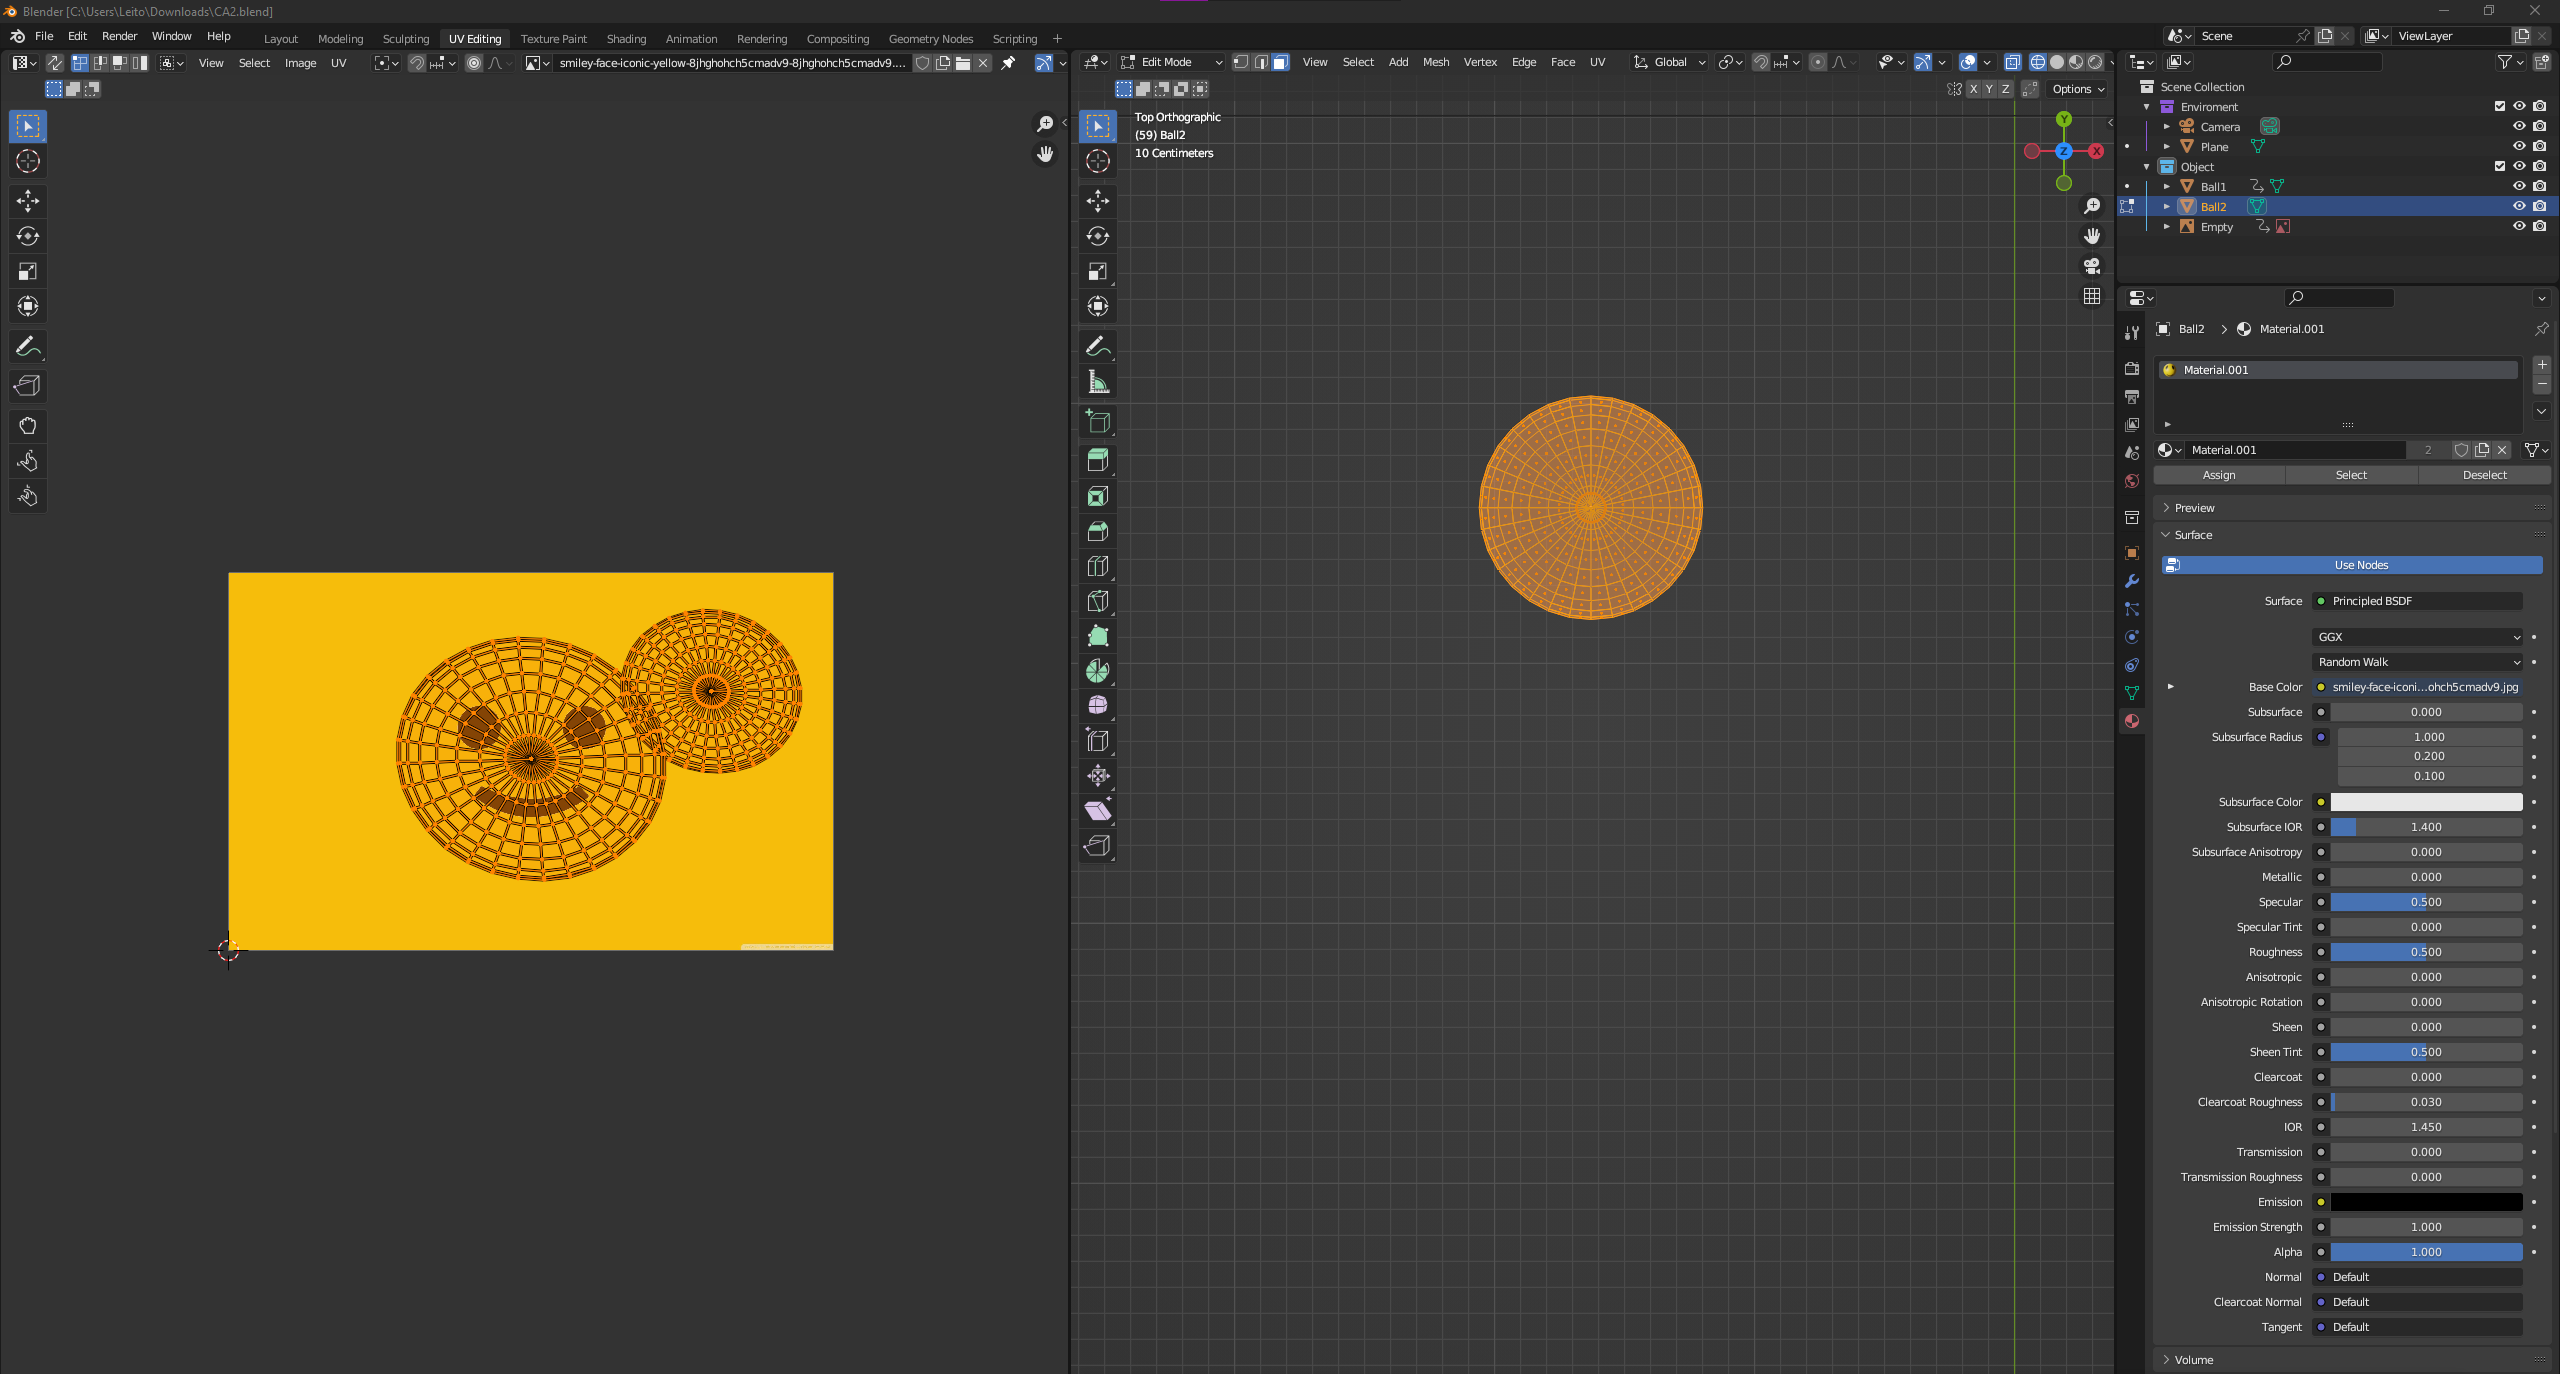 Blender [C:\Users\Leito\Downloads\CA2.blend]
File Edit Render Window Help
Layout Modeling Sculpting UV Editing Texture Paint Shading Animation Rendering Compositing Geometry Nodes Scripting +
Scene
ViewLayer
View Select Image UV
smiley-face-iconic-yellow-8jhghohch5cmadv9-8jhghohch5cmadv9....
Edit Mode
View Select Add Mesh Vertex Edge Face UV
Global
X Y Z
Options
Top Orthographic
(59) Ball2
10 Centimeters
Y
Z
X
Scene Collection
Enviroment
Camera
Plane
Object
Ball1
Ball2
Empty
Ball2 > Material.001
Material.001
Material.001 2
Assign Select Deselect
Preview
Surface
Use Nodes
Surface Principled BSDF
GGX
Random Walk
Base Color smiley-face-iconi...ohch5cmadv9.jpg
Subsurface 0.000
Subsurface Radius 1.000
0.200
0.100
Subsurface Color
Subsurface IOR 1.400
Subsurface Anisotropy 0.000
Metallic 0.000
Specular 0.500
Specular Tint 0.000
Roughness 0.500
Anisotropic 0.000
Anisotropic Rotation 0.000
Sheen 0.000
Sheen Tint 0.500
Clearcoat 0.000
Clearcoat Roughness 0.030
IOR 1.450
Transmission 0.000
Transmission Roughness 0.000
Emission
Emission Strength 1.000
Alpha 1.000
Normal Default
Clearcoat Normal Default
Tangent Default
Volume